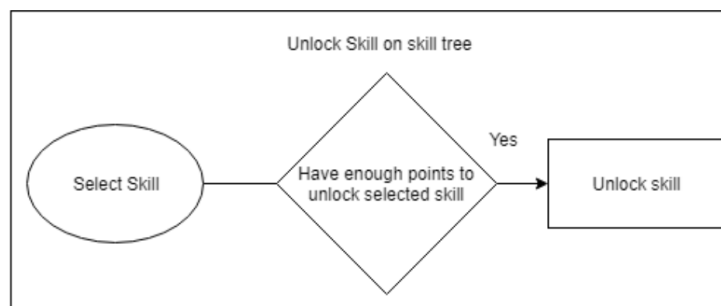 Unlock Skill on skill tree
Select Skill
Have enough points to
unlock selected skill
Yes
Unlock skill